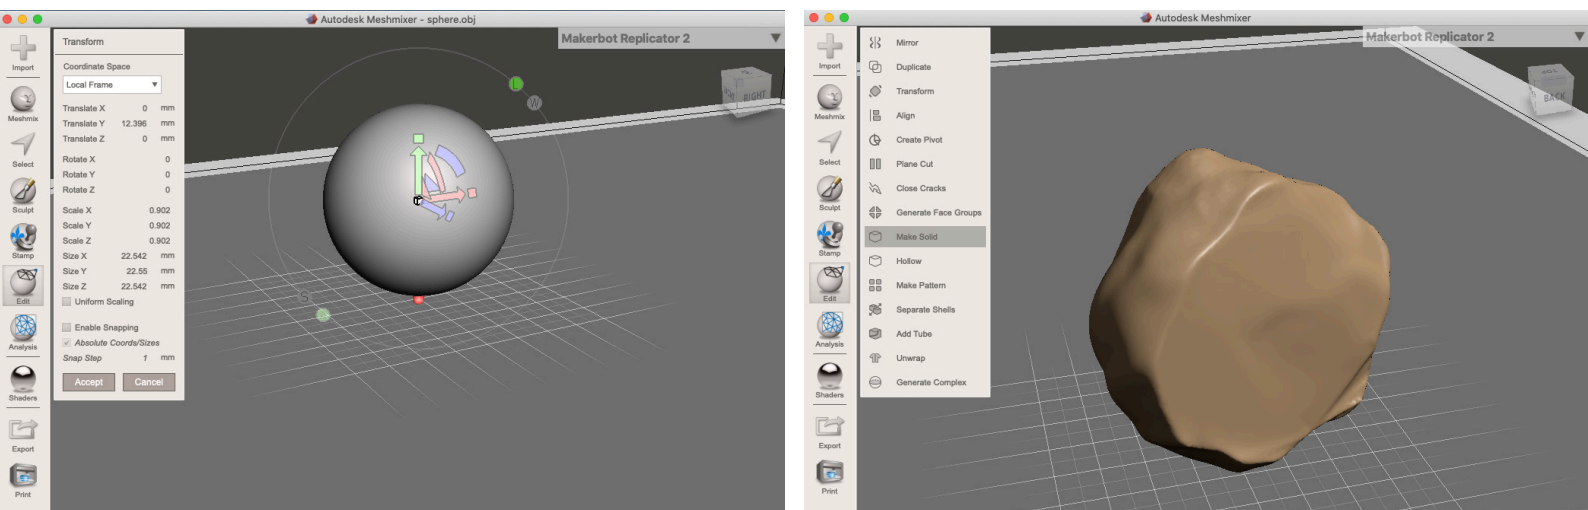 Autodesk Meshmixer - sphere.obj
Makerbot Replicator 2
RIGHT
Import
Meshmix
Select
Sculpt
Stamp
Edit
Analysis
Shaders
Export
Print
Transform
Coordinate Space
Local Frame
Translate X 0 mm
Translate Y 12.396 mm
Translate Z 0 mm
Rotate X 0
Rotate Y 0
Rotate Z 0
Scale X 0.902
Scale Y 0.902
Scale Z 0.902
Size X 22.542 mm
Size Y 22.55 mm
Size Z 22.542 mm
Uniform Scaling
Enable Snapping
Absolute Coords/Sizes
Snap Step 1 mm
Accept Cancel
L
W
S
Autodesk Meshmixer
Makerbot Replicator 2
TOP
BACK
Import
Meshmix
Select
Sculpt
Stamp
Edit
Analysis
Shaders
Export
Print
Mirror
Duplicate
Transform
Align
Create Pivot
Plane Cut
Close Cracks
Generate Face Groups
Make Solid
Hollow
Make Pattern
Separate Shells
Add Tube
Unwrap
Generate Complex